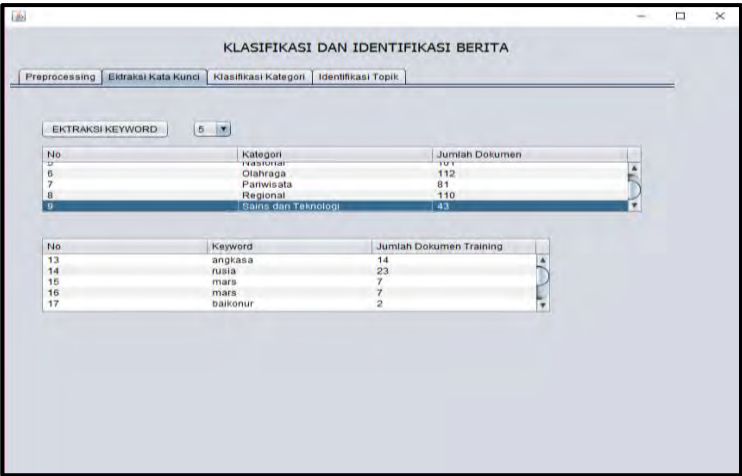 KLASIFIKASI DAN IDENTIFIKASI BERITA
Preprocessing Ektraksi Kata Kunci Klasifikasi Kategori Identifikasi Topik
EKTRAKSI KEYWORD 5
No Kategori Jumlah Dokumen
5 Nasional 101
6 Olahraga 112
7 Pariwisata 81
8 Regional 110
9 Sains dan Teknologi 43
No Keyword Jumlah Dokumen Training
13 angkasa 14
14 rusia 23
15 mars 7
16 mars 7
17 baikonur 2